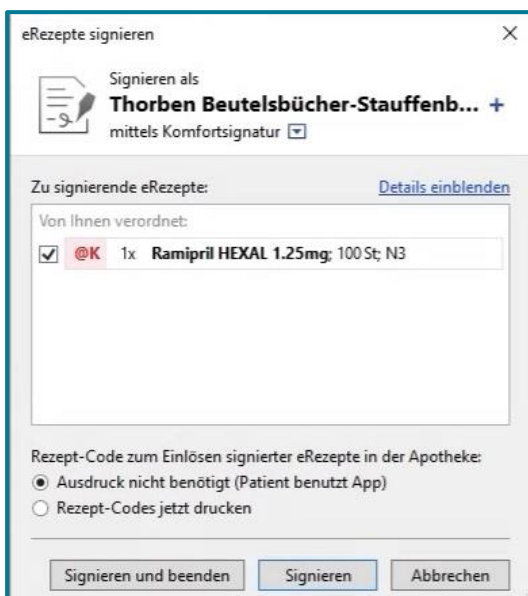 eRezepte signieren
Signieren als
Thorben Beutelsbücher-Stauffenb... +
mittels Komfortsignatur
Zu signierende eRezepte: Details einblenden
Von Ihnen verordnet:
@K 1x Ramipril HEXAL 1.25mg; 100 St; N3
Rezept-Code zum Einlösen signierter eRezepte in der Apotheke:
Ausdruck nicht benötigt (Patient benutzt App)
Rezept-Codes jetzt drucken
Signieren und beenden Signieren Abbrechen